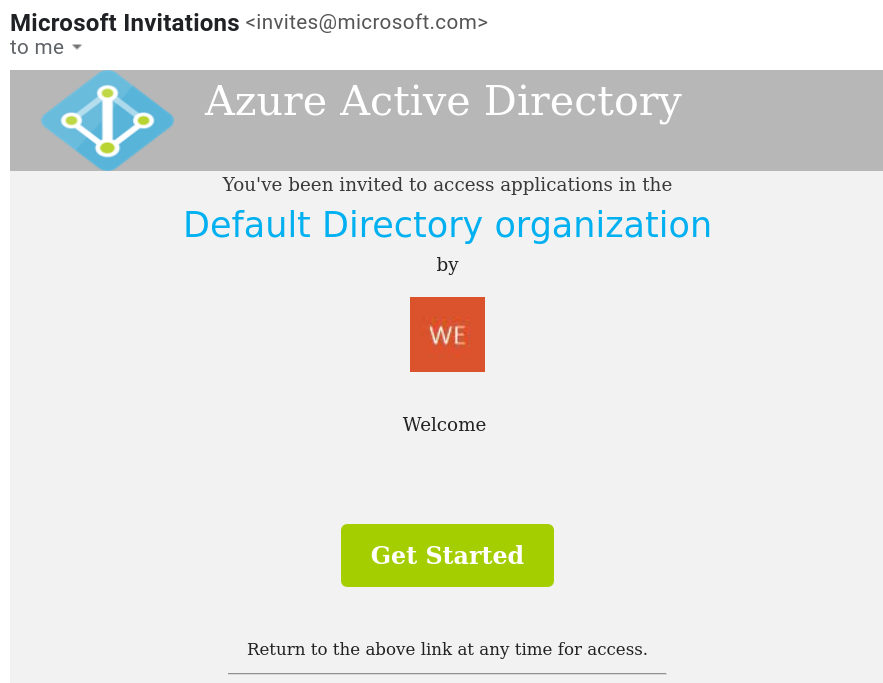 Microsoft Invitations <invites@microsoft.com>
to me
Azure Active Directory
You've been invited to access applications in the
Default Directory organization
by
WE
Welcome
Get Started
Return to the above link at any time for access.